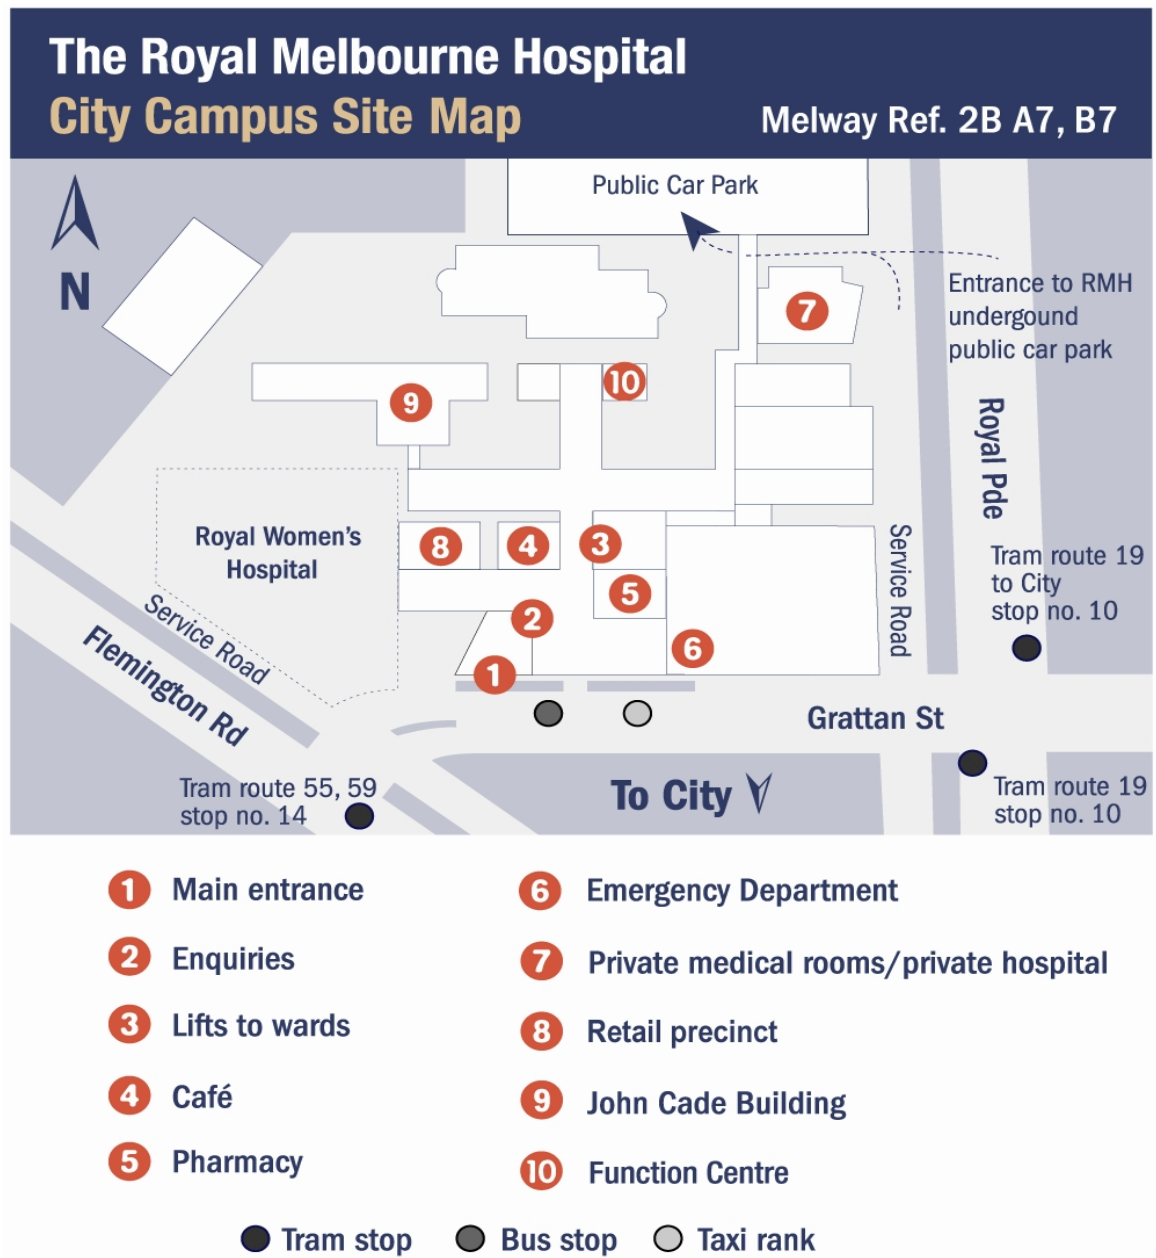 The Royal Melbourne Hospital
City Campus Site Map
Melway Ref. 2B A7, B7
Public Car Park
N
7
Entrance to RMH
undergound
public car park
9
10
Royal Pde
Royal Women's
Hospital
8
4
3
5
2
6
1
Service Road
Service Road
Tram route 19
to City
stop no. 10
Flemington Rd
Grattan St
Tram route 55, 59
stop no. 14
To City
Tram route 19
stop no. 10
1 Main entrance
2 Enquiries
3 Lifts to wards
4 Café
5 Pharmacy
6 Emergency Department
7 Private medical rooms/private hospital
8 Retail precinct
9 John Cade Building
10 Function Centre
Tram stop
Bus stop
Taxi rank